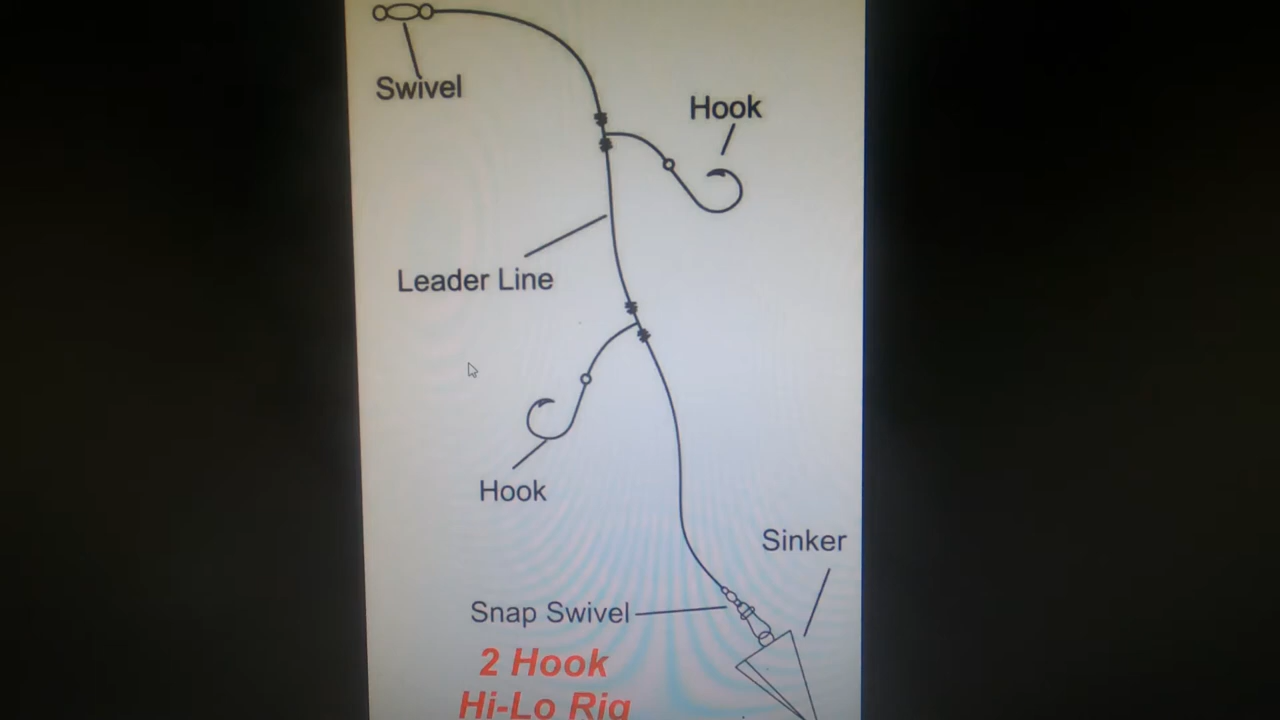 Swivel
Hook
Leader Line
Hook
Sinker
Snap Swivel
2 Hook
Hi-Lo Rig